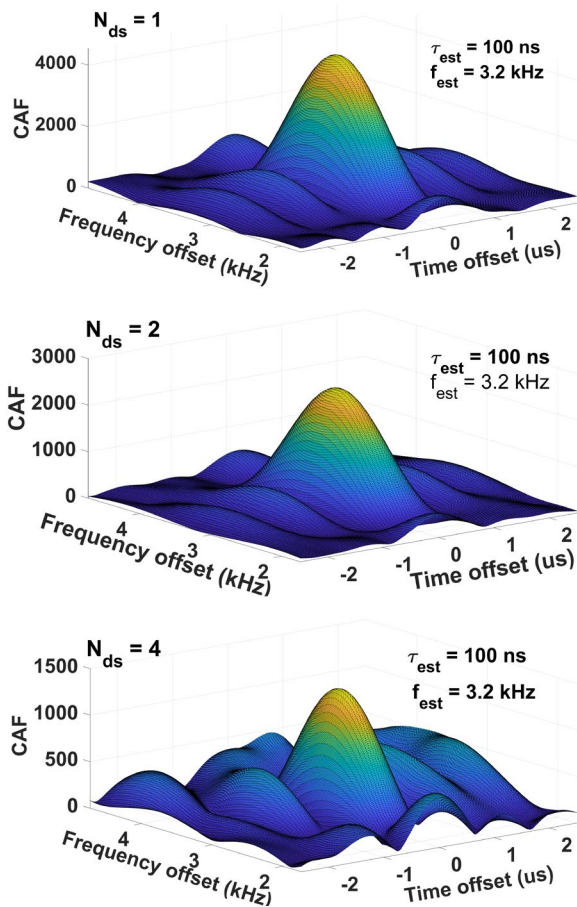 N_ds = 1
τ_est = 100 ns
f_est = 3.2 kHz
4000
2000
0
CAF
4
3
2
Frequency offset (kHz)
-2
-1
0
1
2
Time offset (us)
N_ds = 2
τ_est = 100 ns
f_est = 3.2 kHz
3000
2000
1000
0
CAF
4
3
2
Frequency offset (kHz)
-2
-1
0
1
2
Time offset (us)
N_ds = 4
τ_est = 100 ns
f_est = 3.2 kHz
1500
1000
500
0
CAF
4
3
2
Frequency offset (kHz)
-2
-1
0
1
2
Time offset (us)